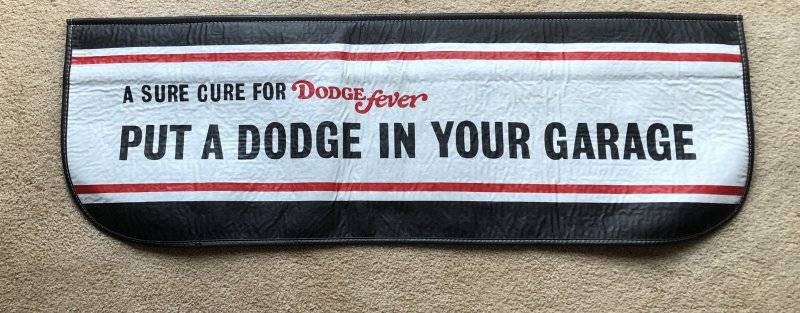 A SURE CURE FOR DODGE fever
PUT A DODGE IN YOUR GARAGE